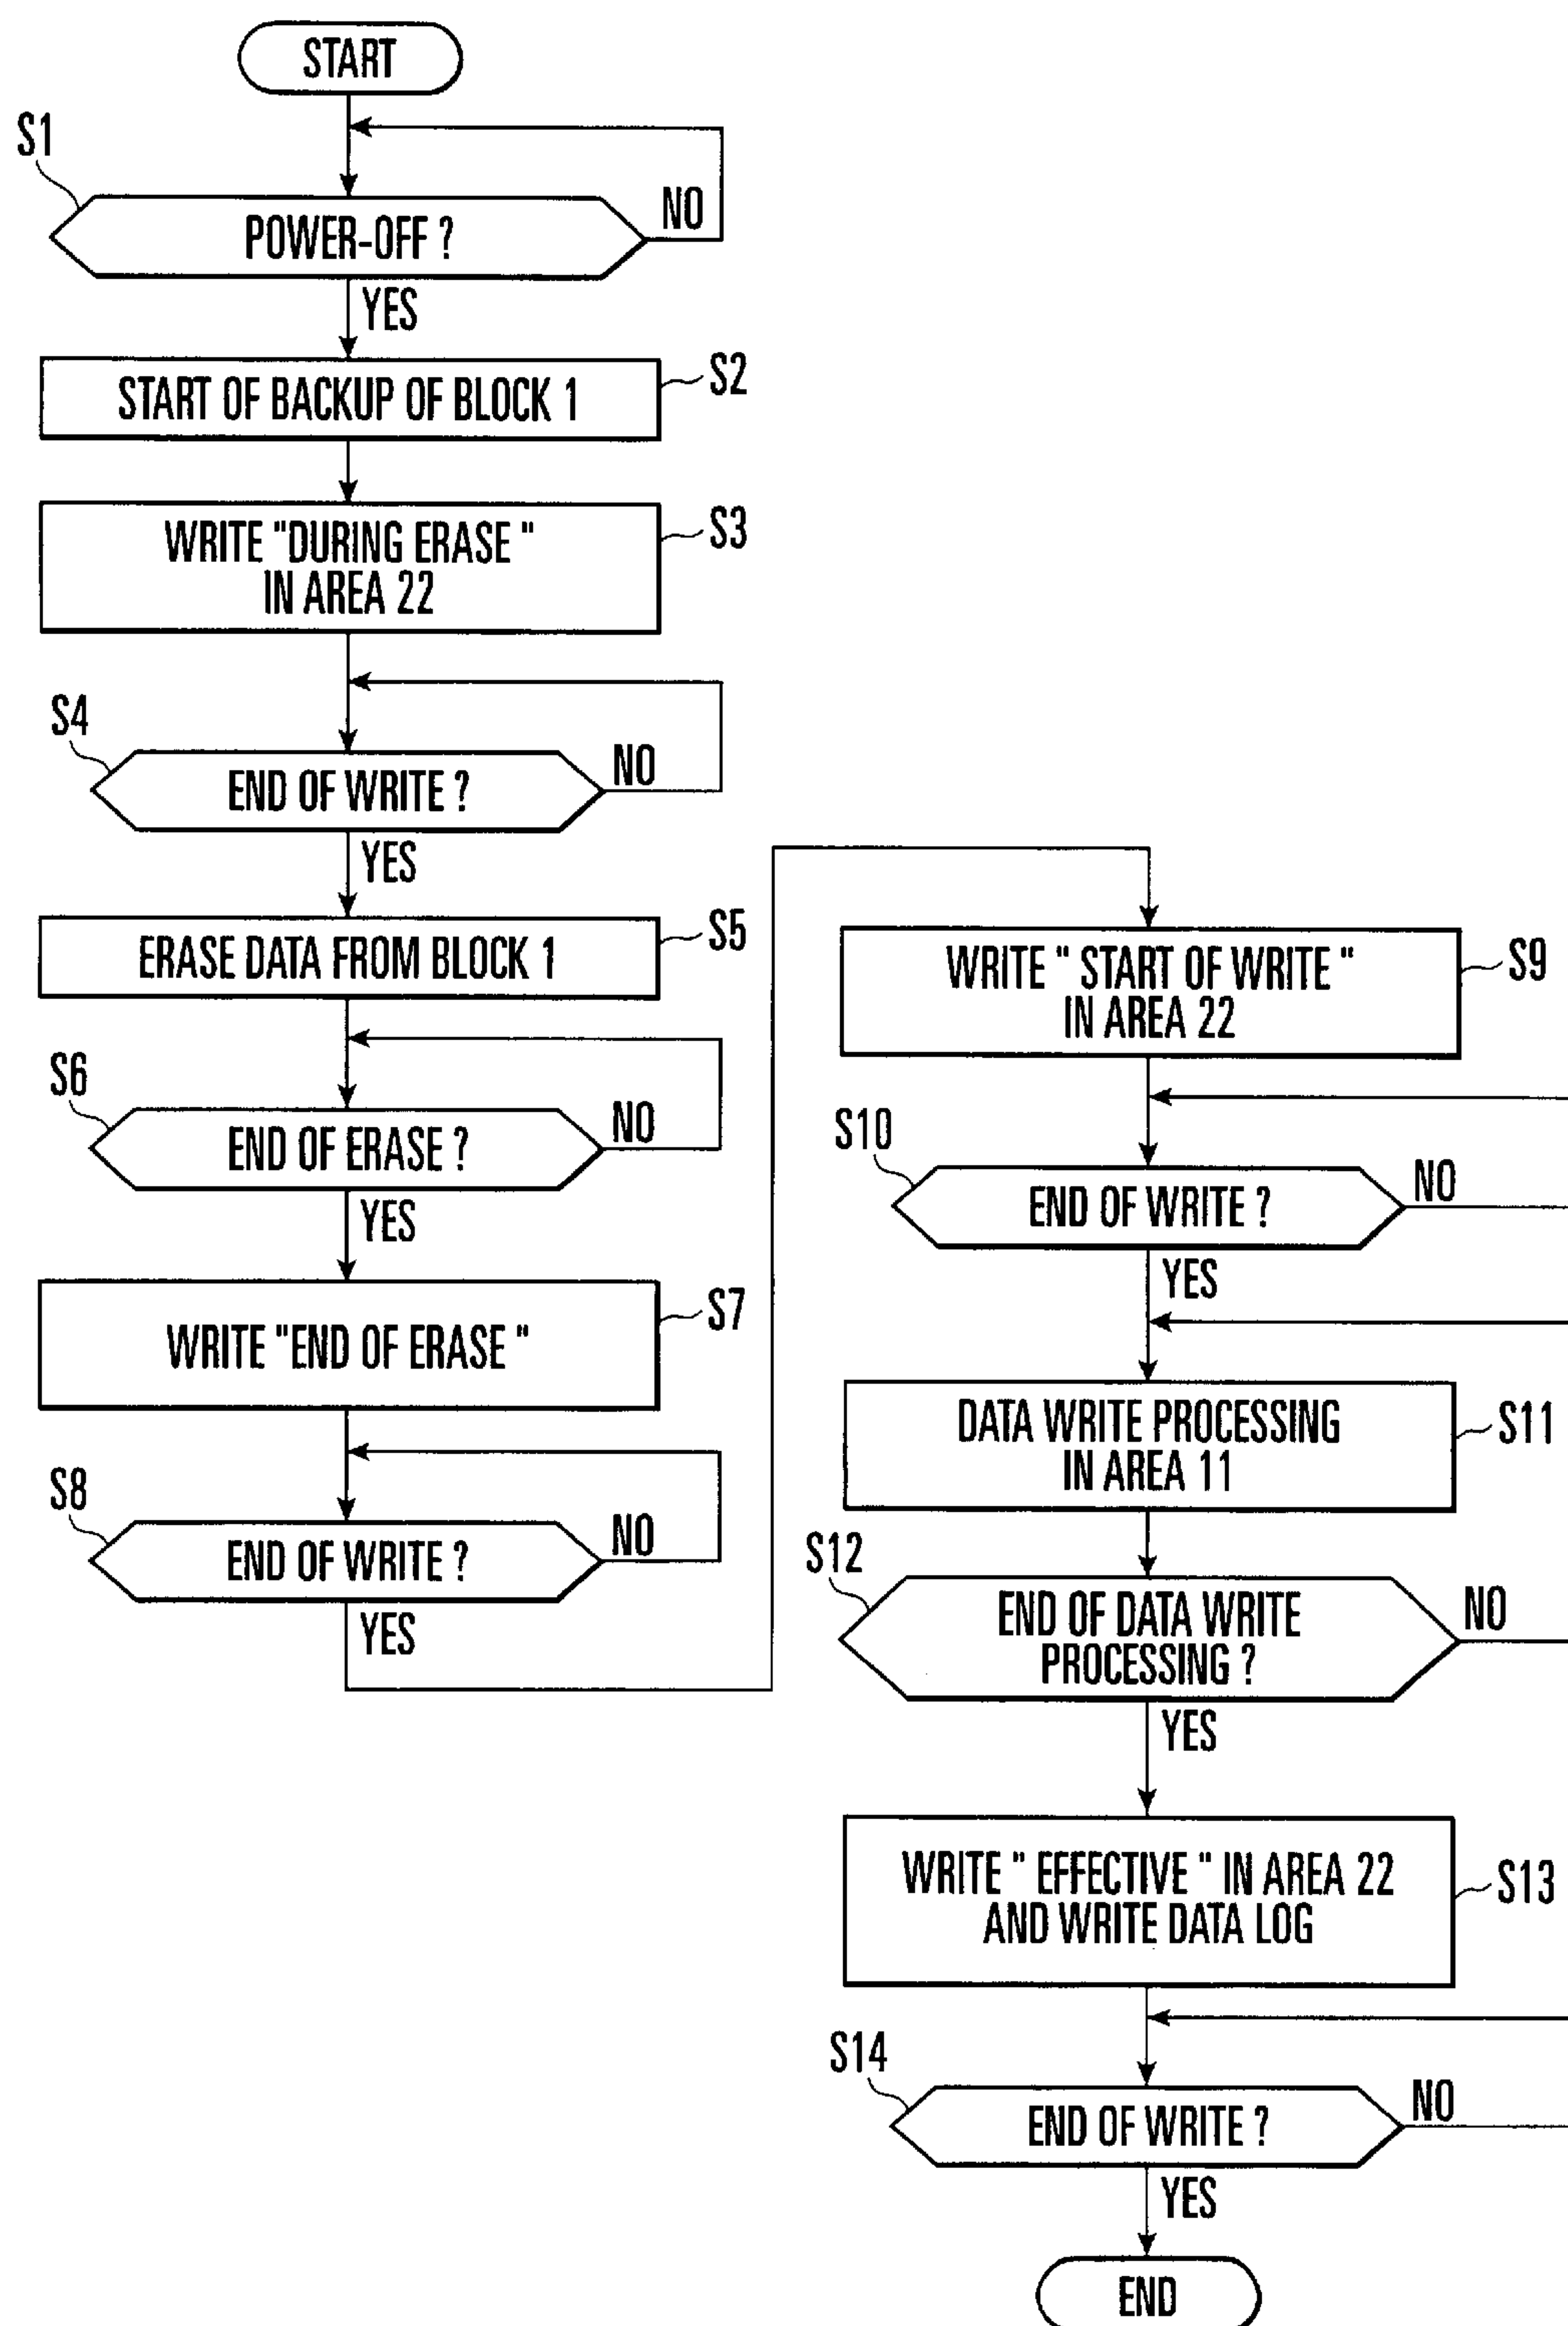 START
S1
POWER-OFF ?
NO
YES
START OF BACKUP OF BLOCK 1
S2
WRITE "DURING ERASE "
IN AREA 22
S3
S4
END OF WRITE ?
NO
YES
ERASE DATA FROM BLOCK 1
S5
S6
END OF ERASE ?
NO
YES
WRITE "END OF ERASE "
S7
S8
END OF WRITE ?
NO
YES
WRITE " START OF WRITE "
IN AREA 22
S9
S10
END OF WRITE ?
NO
YES
DATA WRITE PROCESSING
IN AREA 11
S11
S12
END OF DATA WRITE
PROCESSING ?
NO
YES
WRITE " EFFECTIVE " IN AREA 22
AND WRITE DATA LOG
S13
S14
END OF WRITE ?
NO
YES
END